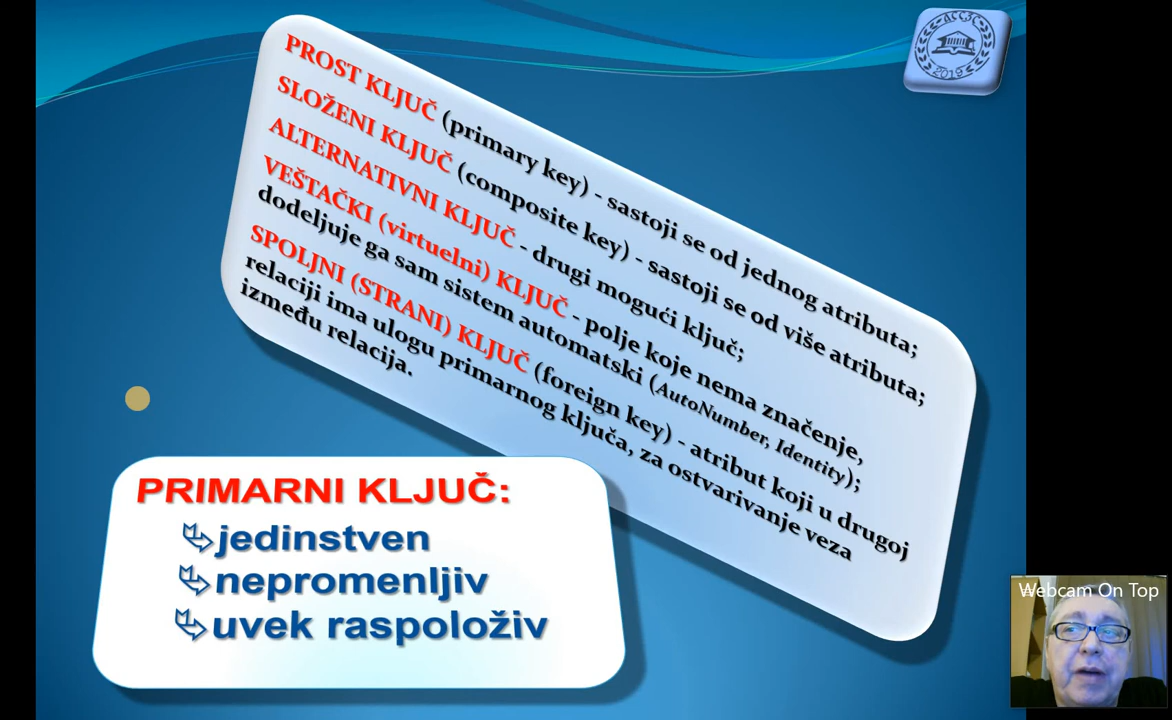 ACC3C
2019
PROST KLJUČ (primary key) - sastoji se od jednog atributa;
SLOŽENI KLJUČ (composite key) - sastoji se od više atributa;
ALTERNATIVNI KLJUČ - drugi mogući ključ;
VEŠTAČKI (virtuelni) KLJUČ - polje koje nema značenje,
dodeljuje ga sam sistem automatski (AutoNumber, Identity);
SPOLJNI (STRANI) KLJUČ (foreign key) - atribut koji u drugoj
relaciji ima ulogu primarnog ključa, za ostvarivanje veza
između relacija.
PRIMARNI KLJUČ:
jedinstven
nepromenljiv
uvek raspoloživ
Webcam On Top